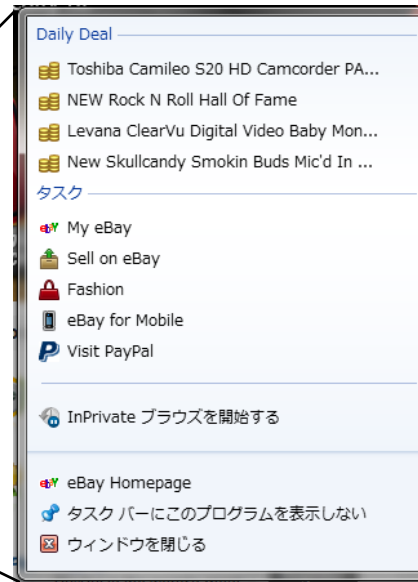 Daily Deal
Toshiba Camileo S20 HD Camcorder PA...
NEW Rock N Roll Hall Of Fame
Levana ClearVu Digital Video Baby Mon...
New Skullcandy Smokin Buds Mic'd In ...
タスク
My eBay
Sell on eBay
Fashion
eBay for Mobile
Visit PayPal
InPrivate ブラウズを開始する
eBay Homepage
タスク バーにこのプログラムを表示しない
ウィンドウを閉じる